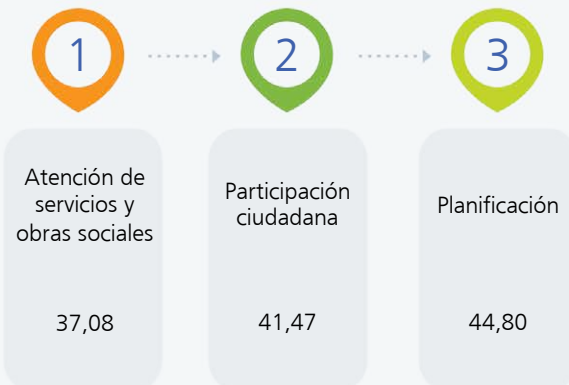 1
2
3
Atención de
servicios y
obras sociales
37,08
Participación
ciudadana
41,47
Planificación
44,80